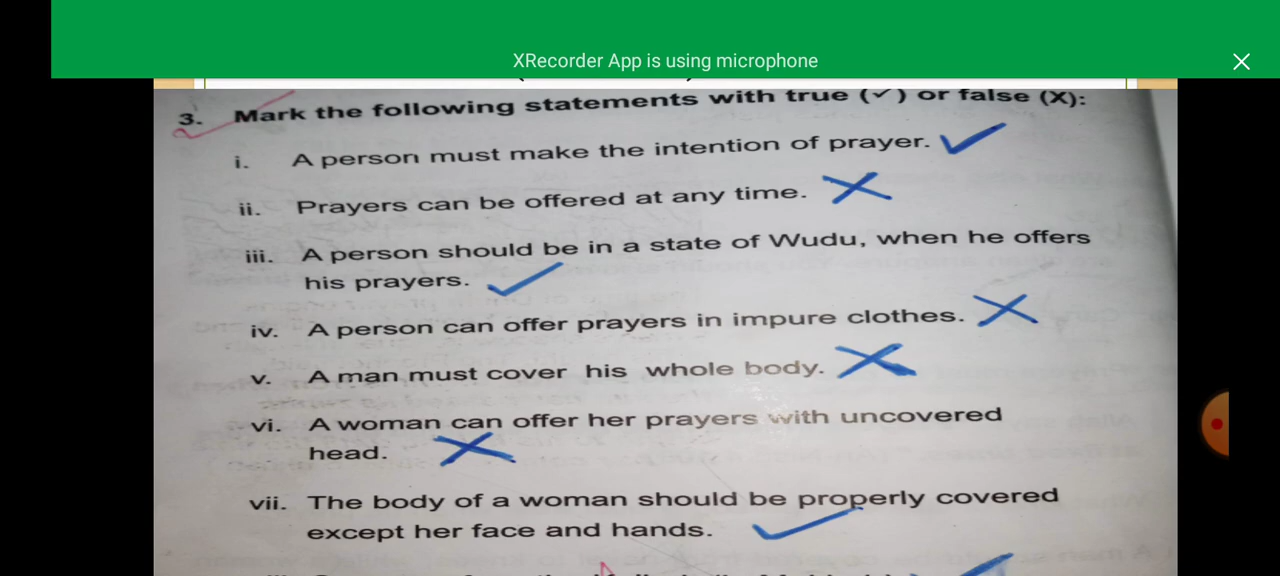 XRecorder App is using microphone
3. Mark the following statements with true (✓) or false (X):
i. A person must make the intention of prayer. ✓
ii. Prayers can be offered at any time. X
iii. A person should be in a state of Wudu, when he offers
his prayers. ✓
iv. A person can offer prayers in impure clothes. X
v. A man must cover his whole body. X
vi. A woman can offer her prayers with uncovered
head. X
vii. The body of a woman should be properly covered
except her face and hands. ✓